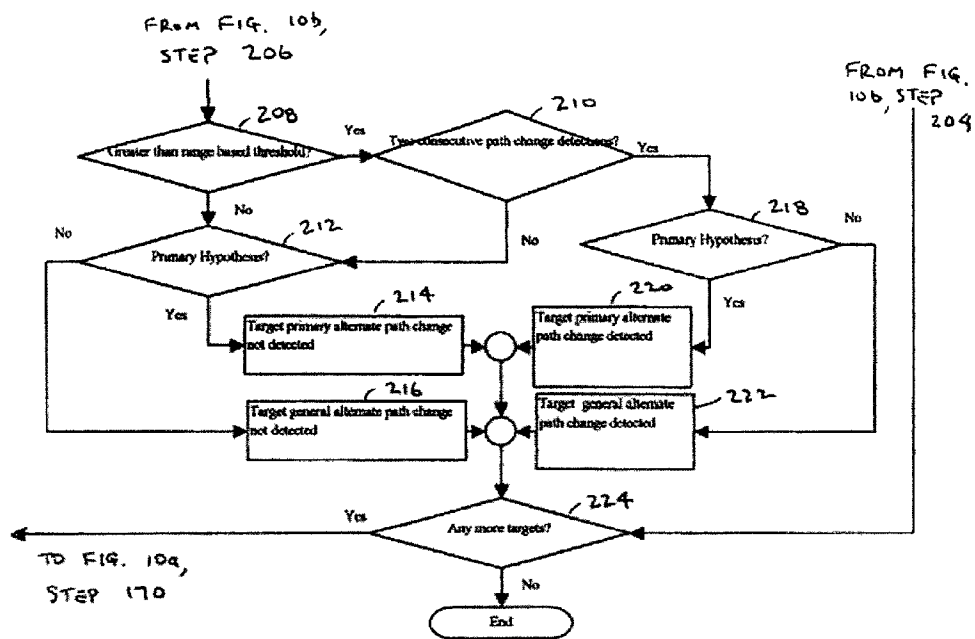 FROM FIG. 10b,
STEP 206
FROM FIG.
10b, STEP
204
208
210
Yes
Greater than range based threshold?
Two consecutive path change detections?
Yes
No
212
218
No
No
No
Primary Hypothesis?
Primary Hypothesis?
Yes
214
220
Yes
Target primary alternate path change
not detected
Target primary alternate
path change detected
216
222
Target general alternate path change
not detected
Target general alternate
path change detected
224
Yes
Any more targets?
TO FIG. 10a,
STEP 170
No
End